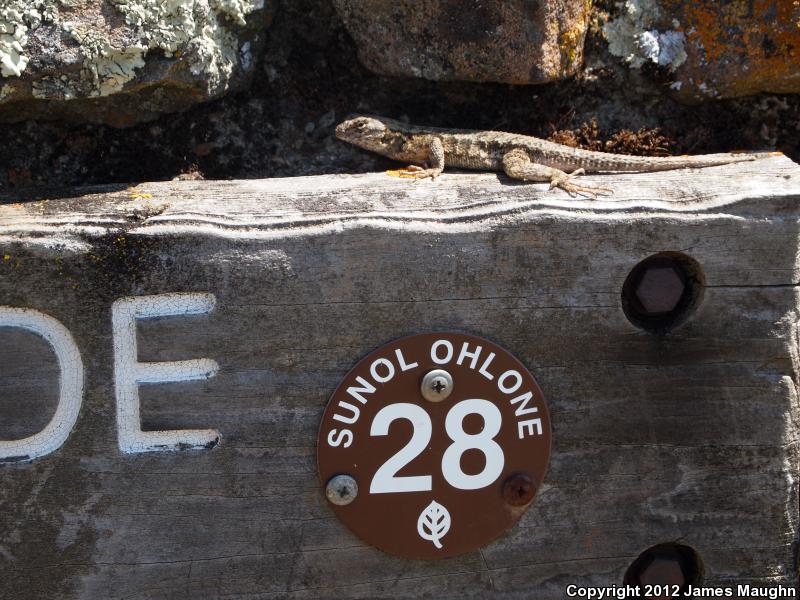 DE
SUNOL OHLONE
28
Copyright©2012 James Maughn